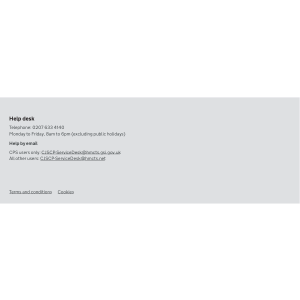 Help desk
Telephone: 0207 633 4140
Monday to Friday, 8am to 6pm (excluding public holidays)
Help by email
CPS users only: CJSCP.ServiceDesk@hmcts.gsi.gov.uk
All other users: CJSCP.ServiceDesk@hmcts.net
Terms and conditions Cookies